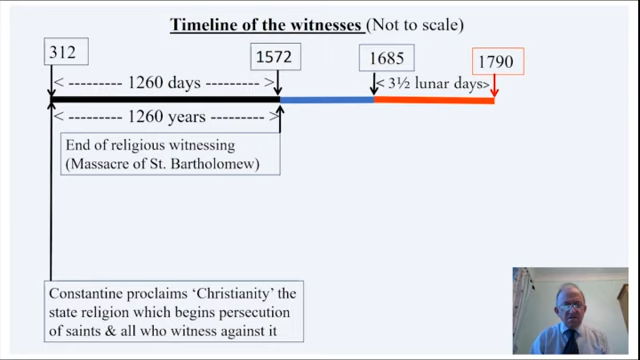 Timeline of the witnesses (Not to scale)
312
1572
1685
1790
< --------- 1260 days --------- >
< 3½ lunar days>
< --------- 1260 years --------- >
End of religious witnessing
(Massacre of St. Bartholomew)
Constantine proclaims ‘Christianity’ the
state religion which begins persecution
of saints & all who witness against it